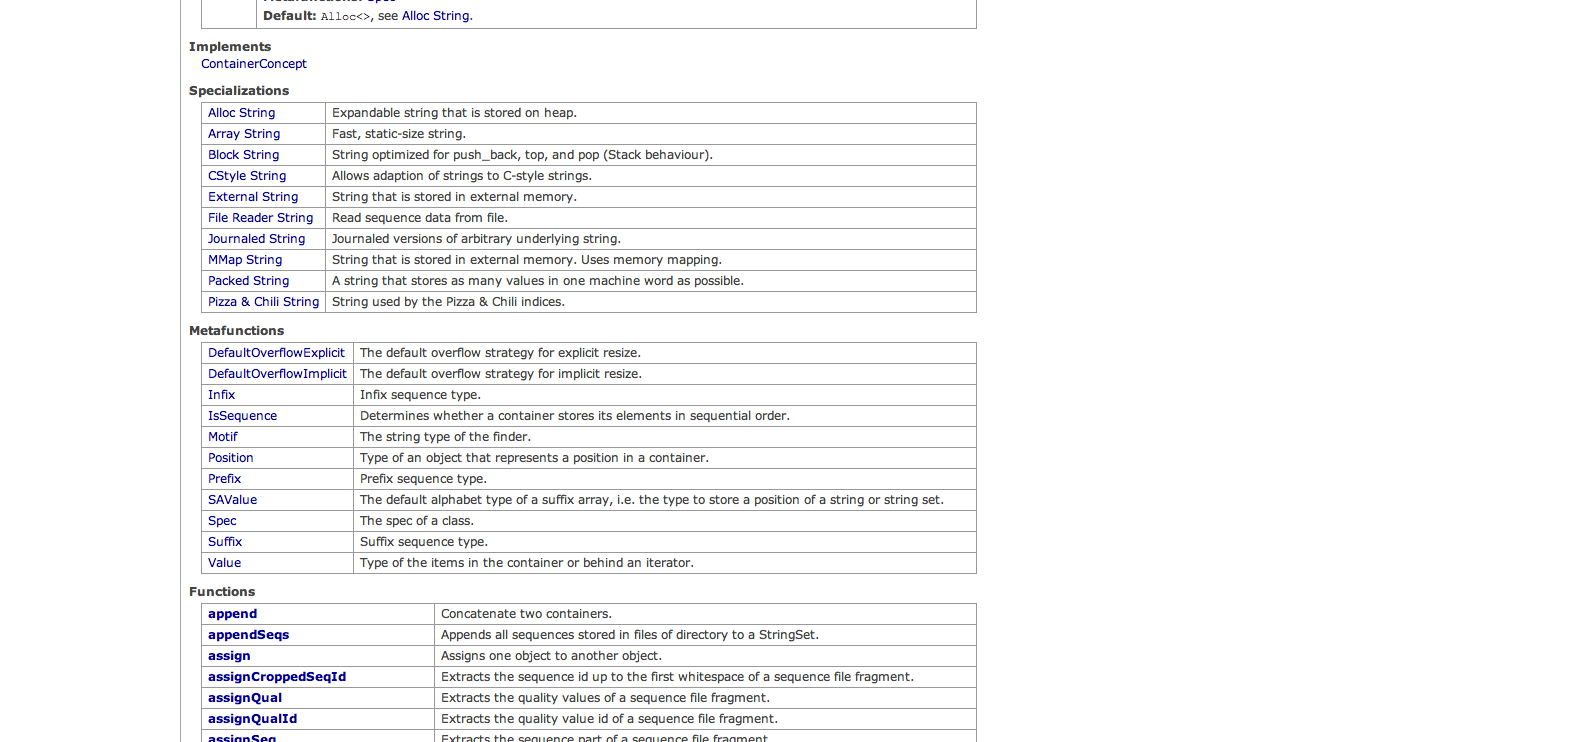 Metafunctions: Spec
Default: Alloc<>, see Alloc String.
Implements
ContainerConcept
Specializations
Alloc String Expandable string that is stored on heap.
Array String Fast, static-size string.
Block String String optimized for push_back, top, and pop (Stack behaviour).
CStyle String Allows adaption of strings to C-style strings.
External String String that is stored in external memory.
File Reader String Read sequence data from file.
Journaled String Journaled versions of arbitrary underlying string.
MMap String String that is stored in external memory. Uses memory mapping.
Packed String A string that stores as many values in one machine word as possible.
Pizza & Chili String String used by the Pizza & Chili indices.
Metafunctions
DefaultOverflowExplicit The default overflow strategy for explicit resize.
DefaultOverflowImplicit The default overflow strategy for implicit resize.
Infix Infix sequence type.
IsSequence Determines whether a container stores its elements in sequential order.
Motif The string type of the finder.
Position Type of an object that represents a position in a container.
Prefix Prefix sequence type.
SAValue The default alphabet type of a suffix array, i.e. the type to store a position of a string or string set.
Spec The spec of a class.
Suffix Suffix sequence type.
Value Type of the items in the container or behind an iterator.
Functions
append Concatenate two containers.
appendSeqs Appends all sequences stored in files of directory to a StringSet.
assign Assigns one object to another object.
assignCroppedSeqId Extracts the sequence id up to the first whitespace of a sequence file fragment.
assignQual Extracts the quality values of a sequence file fragment.
assignQualId Extracts the quality value id of a sequence file fragment.
assignSeq Extracts the sequence part of a sequence file fragment.